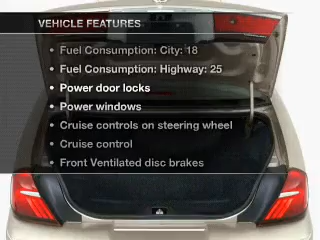 VEHICLE FEATURES
• Fuel Consumption: City: 18
• Fuel Consumption: Highway: 25
• Power door locks
• Power windows
• Cruise controls on steering wheel
• Cruise control
• Front Ventilated disc brakes